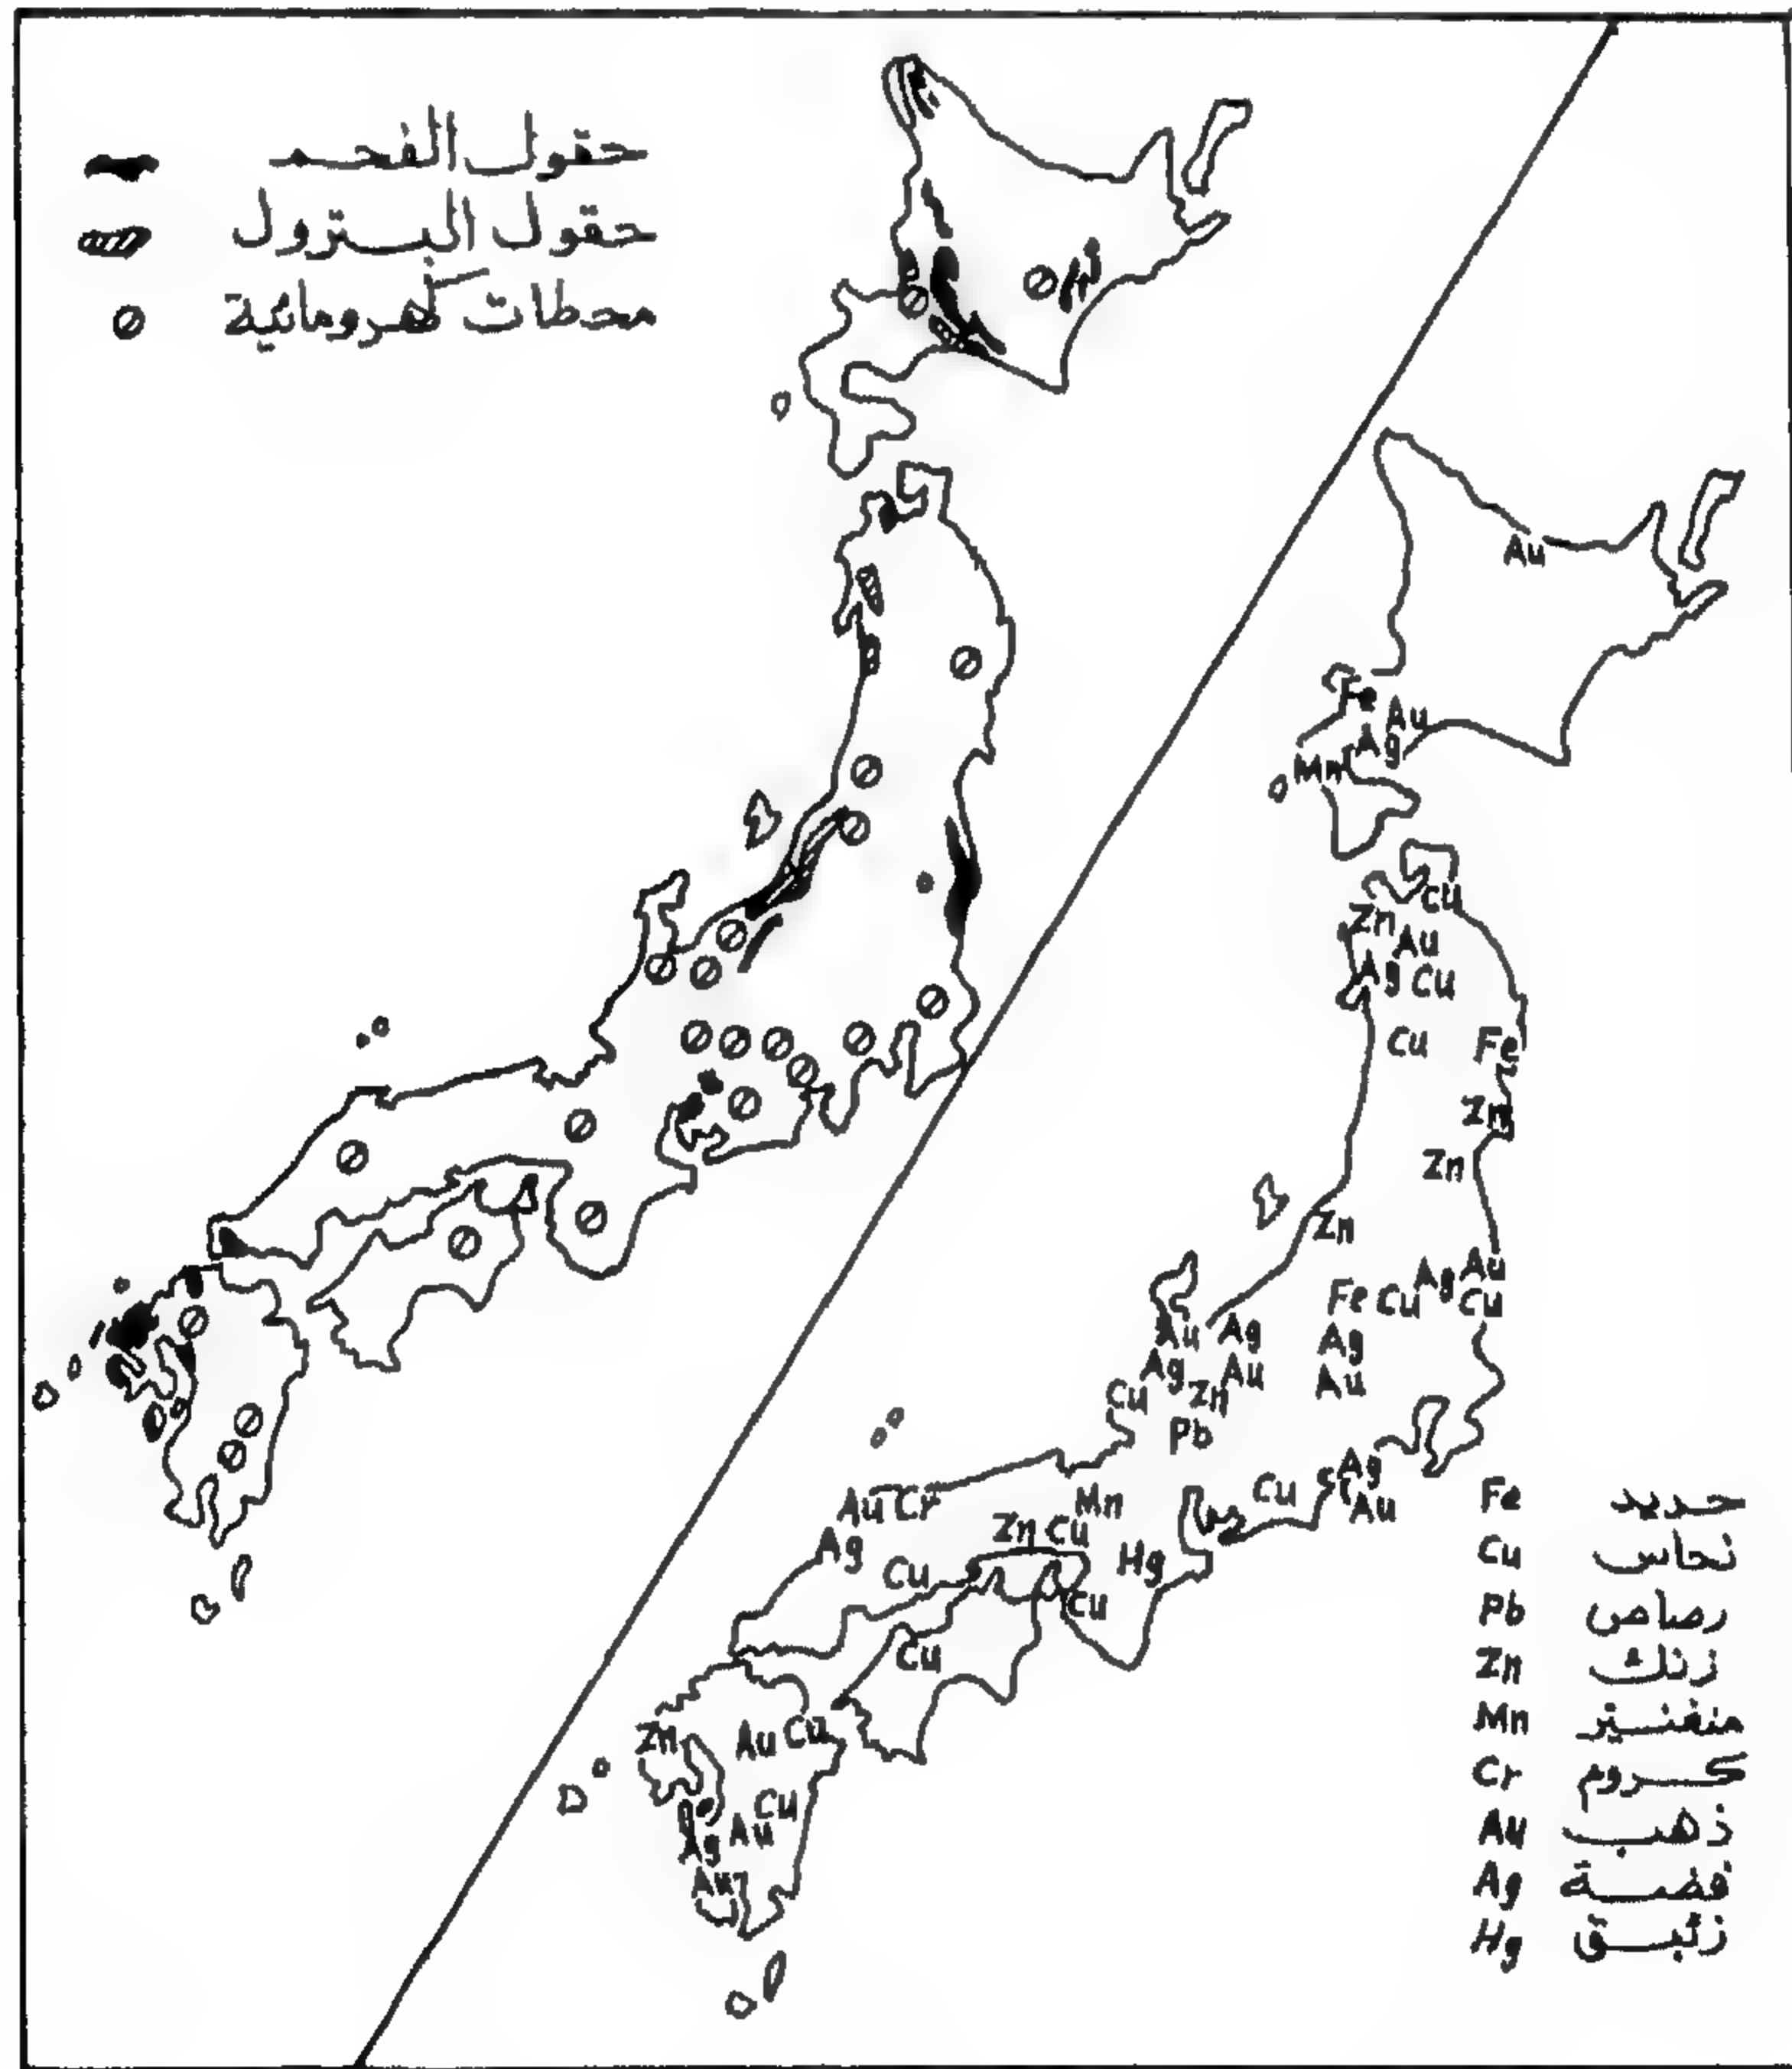 حقول الفحم
حقول البترول
محطات كهرومائية
Au
Fe
Au
Ag
Mn
Cu
Zn
Au
Ag Cu
Cu Fe
Zn
Zn
Zn
Ag Au
Fe Cu Cu
Au Ag Ag
Ag Au Au
Cu Zn
Pb
Ag
Cu Au
Au Cr Mn
Zn Cu
Ag Hg
Cu
Cu
Cu
Zn Au Cu
Cu
Ag Au
Au
Fe حديد
Cu نحاس
Pb رصاص
Zn زنك
Mn منغنيز
Cr كروم
Au ذهب
Ag فضة
Hg زئبق